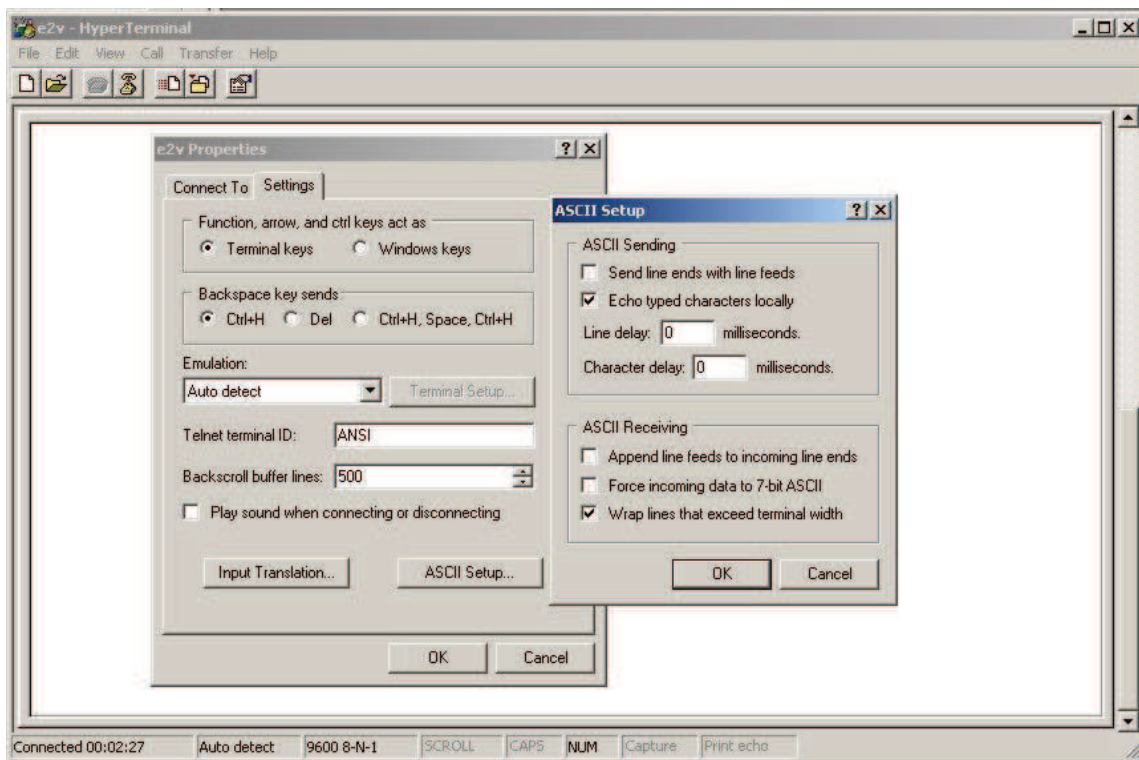 e2v - HyperTerminal
File Edit View Call Transfer Help
e2v Properties
Connect To Settings
Function, arrow, and ctrl keys act as
Terminal keys Windows keys
Backspace key sends
Ctrl+H Del Ctrl+H, Space, Ctrl+H
Emulation:
Auto detect Terminal Setup...
Telnet terminal ID: ANSI
Backscroll buffer lines: 500
Play sound when connecting or disconnecting
Input Translation... ASCII Setup...
OK Cancel
ASCII Setup
ASCII Sending
Send line ends with line feeds
Echo typed characters locally
Line delay: 0 milliseconds.
Character delay: 0 milliseconds.
ASCII Receiving
Append line feeds to incoming line ends
Force incoming data to 7-bit ASCII
Wrap lines that exceed terminal width
OK Cancel
Connected 00:02:27 Auto detect 9600 8-N-1 SCROLL CAPS NUM Capture Print echo